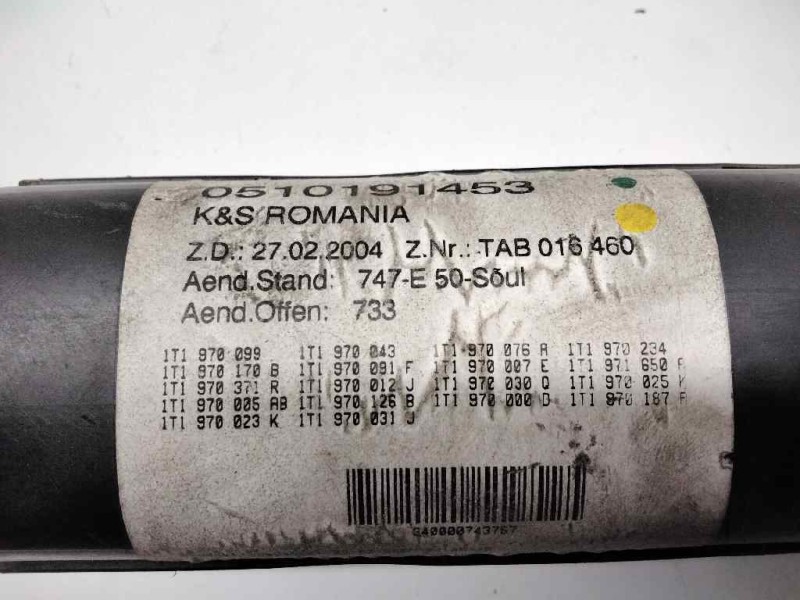 0510191453
K&S/ROMANIA
Z.D.: 27.02.2004 Z.Nr.: TAB 016 460
Aend.Stand: 747-E 50-Sõul
Aend.Offen: 733
1T1 970 099 1T1 970 043 1T1 970 076 A 1T1 970 234
1T1 970 170 B 1T1 970 091 F 1T1 970 007 E 1T1 971 650
1T1 970 371 R 1T1 970 012 J 1T1 970 030 Q 1T1 970 025 K
1T1 970 005 AB 1T1 970 126 B 1T1 970 000 D 1T1 970 187
1T1 970 023 K 1T1 970 031 J